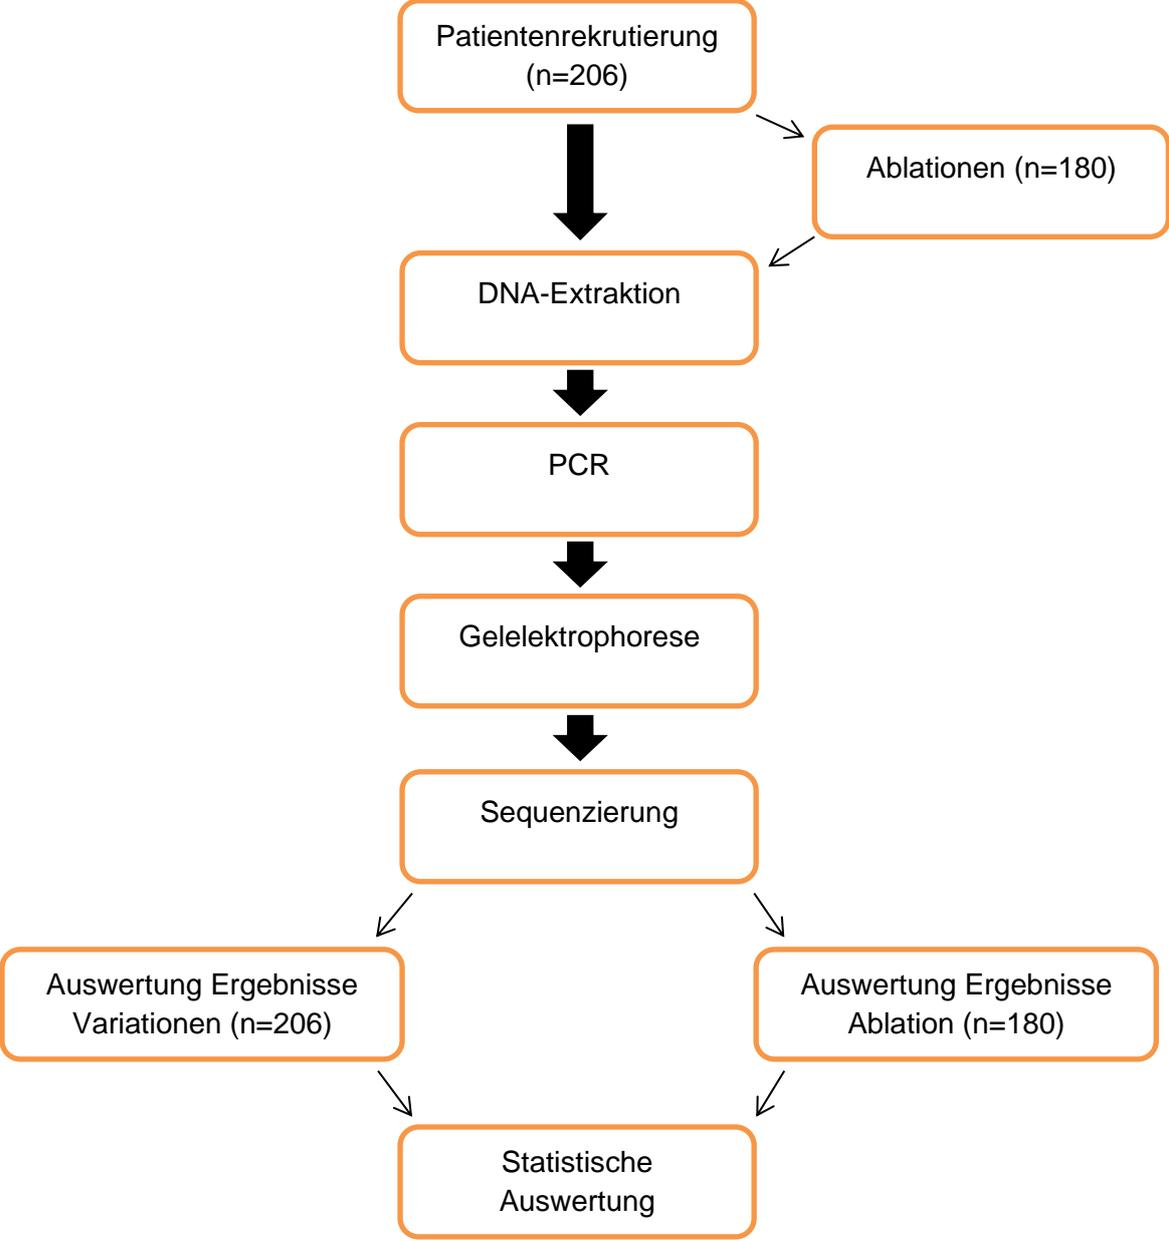 Patientenrekrutierung
(n=206)
Ablationen (n=180)
DNA-Extraktion
PCR
Gelelektrophorese
Sequenzierung
Auswertung Ergebnisse
Variationen (n=206)
Auswertung Ergebnisse
Ablation (n=180)
Statistische
Auswertung